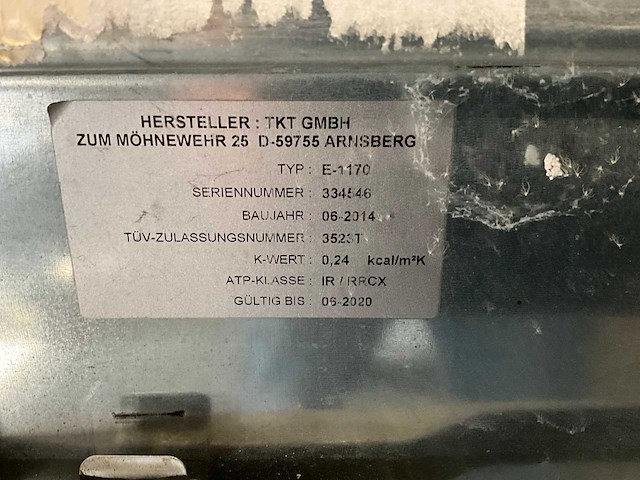 HERSTELLER : TKT GMBH
ZUM MÖHNEWEHR 25 D-59755 ARNSBERG
TYP : E-1170
SERIENNUMMER : 334546
BAUJAHR : 06-2014
TÜV-ZULASSUNGSNUMMER : 3523T
K-WERT : 0,24 kcal/m²K
ATP-KLASSE : IR / RRCX
GÜLTIG BIS : 06-2020